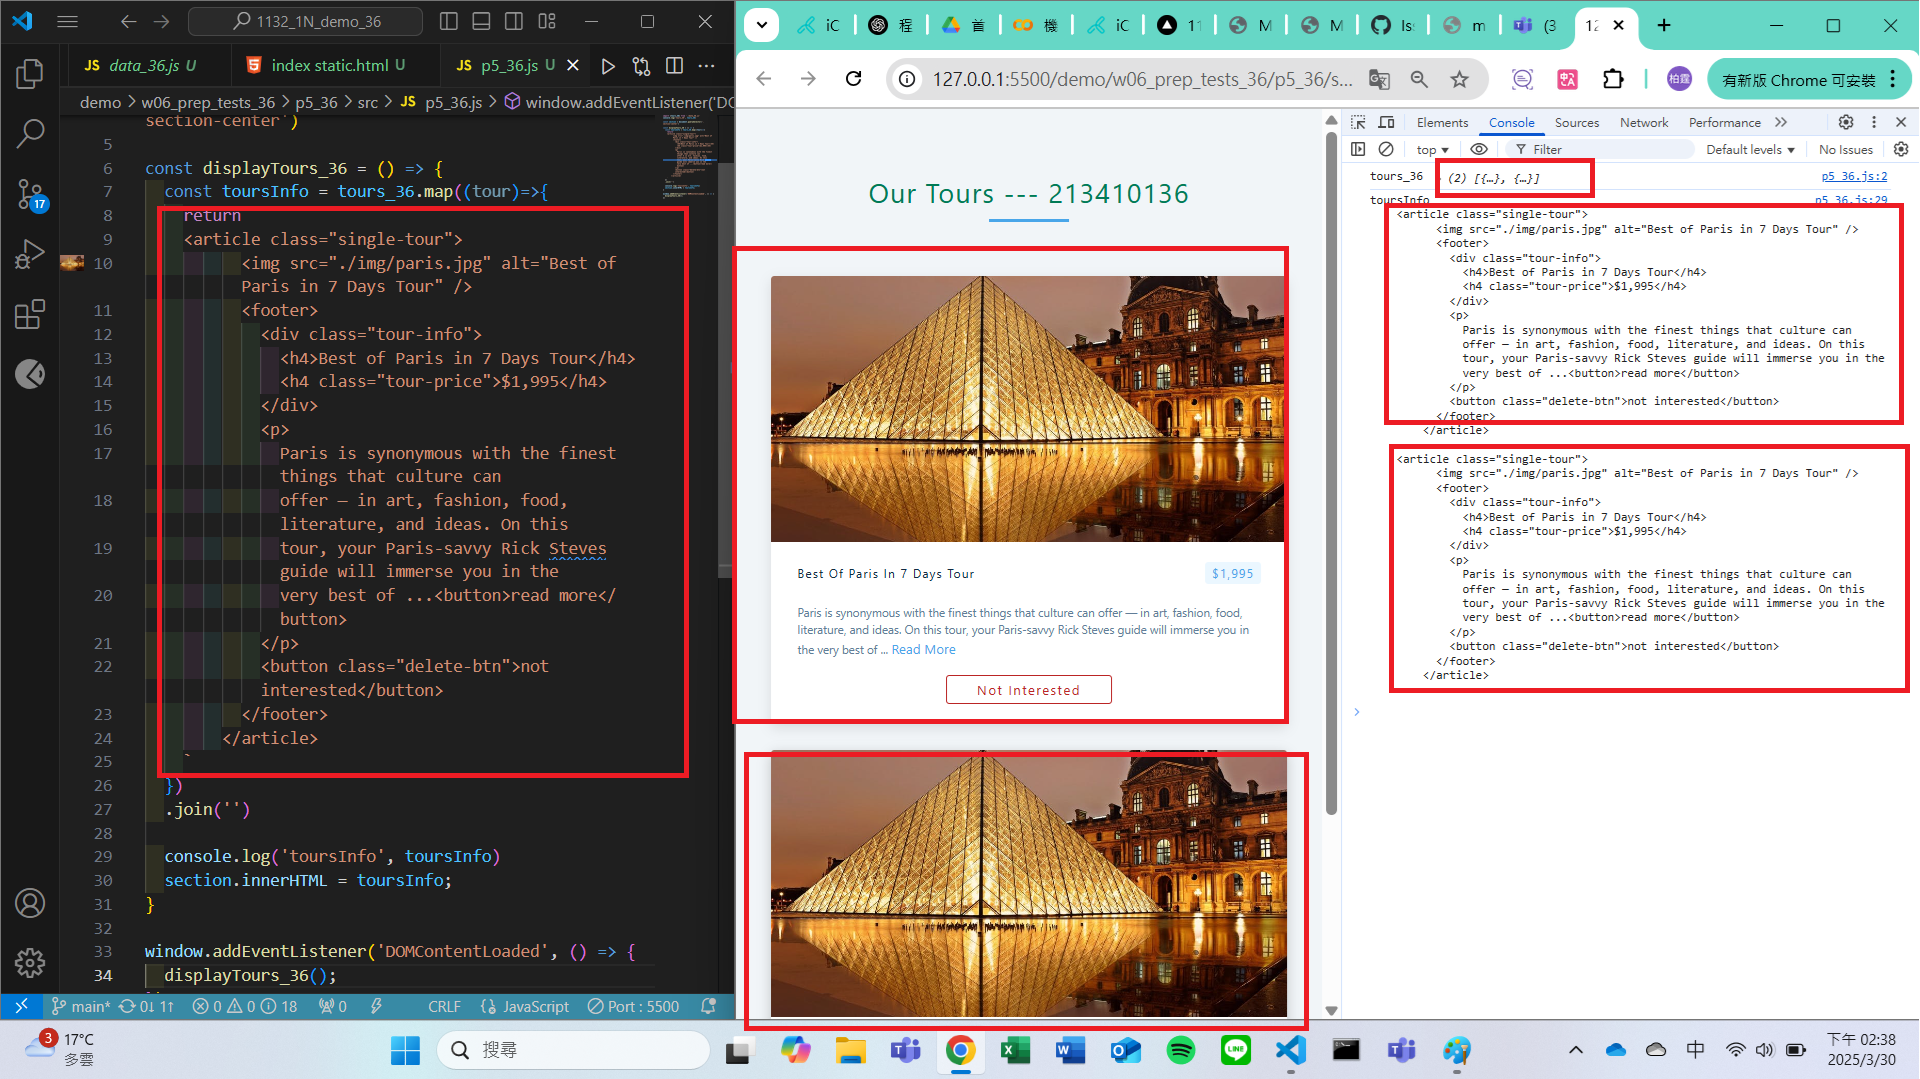 1132_1N_demo_36
JS data_36.js U
index static.html U
JS p5_36.js U
demo > w06_prep_tests_36 > p5_36 > src > JS p5_36.js > window.addEventListener('DO
section-center')
5
6 const displayTours_36 = () => {
7 const toursInfo = tours_36.map((tour)=>{
8 return `
9 <article class="single-tour">
10 <img src="./img/paris.jpg" alt="Best of
Paris in 7 Days Tour" />
11 <footer>
12 <div class="tour-info">
13 <h4>Best of Paris in 7 Days Tour</h4>
14 <h4 class="tour-price">$1,995</h4>
15 </div>
16 <p>
17 Paris is synonymous with the finest
things that culture can
18 offer — in art, fashion, food,
literature, and ideas. On this
19 tour, your Paris-savvy Rick Steves
guide will immerse you in the
20 very best of ...<button>read more</
button>
21 </p>
22 <button class="delete-btn">not
interested</button>
23 </footer>
24 </article>
25 `
26 })
27 .join('')
28
29 console.log('toursInfo', toursInfo)
30 section.innerHTML = toursInfo;
31 }
32
33 window.addEventListener('DOMContentLoaded', () => {
34 displayTours_36();
17
main* 0↓ 1↑ 0 0 18 0 CRLF {} JavaScript Port : 5500
iC
程
首
機
iC
11
M
M
Iss
m
(3
12
127.0.0.1:5500/demo/w06_prep_tests_36/p5_36/s...
柏霆
有新版 Chrome 可安裝
Our Tours --- 213410136
Best Of Paris In 7 Days Tour
$1,995
Paris is synonymous with the finest things that culture can offer — in art, fashion, food,
literature, and ideas. On this tour, your Paris-savvy Rick Steves guide will immerse you in
the very best of ... Read More
Not Interested
Elements Console Sources Network Performance
top Filter Default levels No Issues
tours_36 (2) [{…}, {…}] p5_36.js:2
toursInfo p5_36.js:29
<article class="single-tour">
<img src="./img/paris.jpg" alt="Best of Paris in 7 Days Tour" />
<footer>
<div class="tour-info">
<h4>Best of Paris in 7 Days Tour</h4>
<h4 class="tour-price">$1,995</h4>
</div>
<p>
Paris is synonymous with the finest things that culture can
offer — in art, fashion, food, literature, and ideas. On this
tour, your Paris-savvy Rick Steves guide will immerse you in the
very best of ...<button>read more</button>
</p>
<button class="delete-btn">not interested</button>
</footer>
</article>
<article class="single-tour">
<img src="./img/paris.jpg" alt="Best of Paris in 7 Days Tour" />
<footer>
<div class="tour-info">
<h4>Best of Paris in 7 Days Tour</h4>
<h4 class="tour-price">$1,995</h4>
</div>
<p>
Paris is synonymous with the finest things that culture can
offer — in art, fashion, food, literature, and ideas. On this
tour, your Paris-savvy Rick Steves guide will immerse you in the
very best of ...<button>read more</button>
</p>
<button class="delete-btn">not interested</button>
</footer>
</article>
3
17°C
多雲
搜尋
中
下午 02:38
2025/3/30